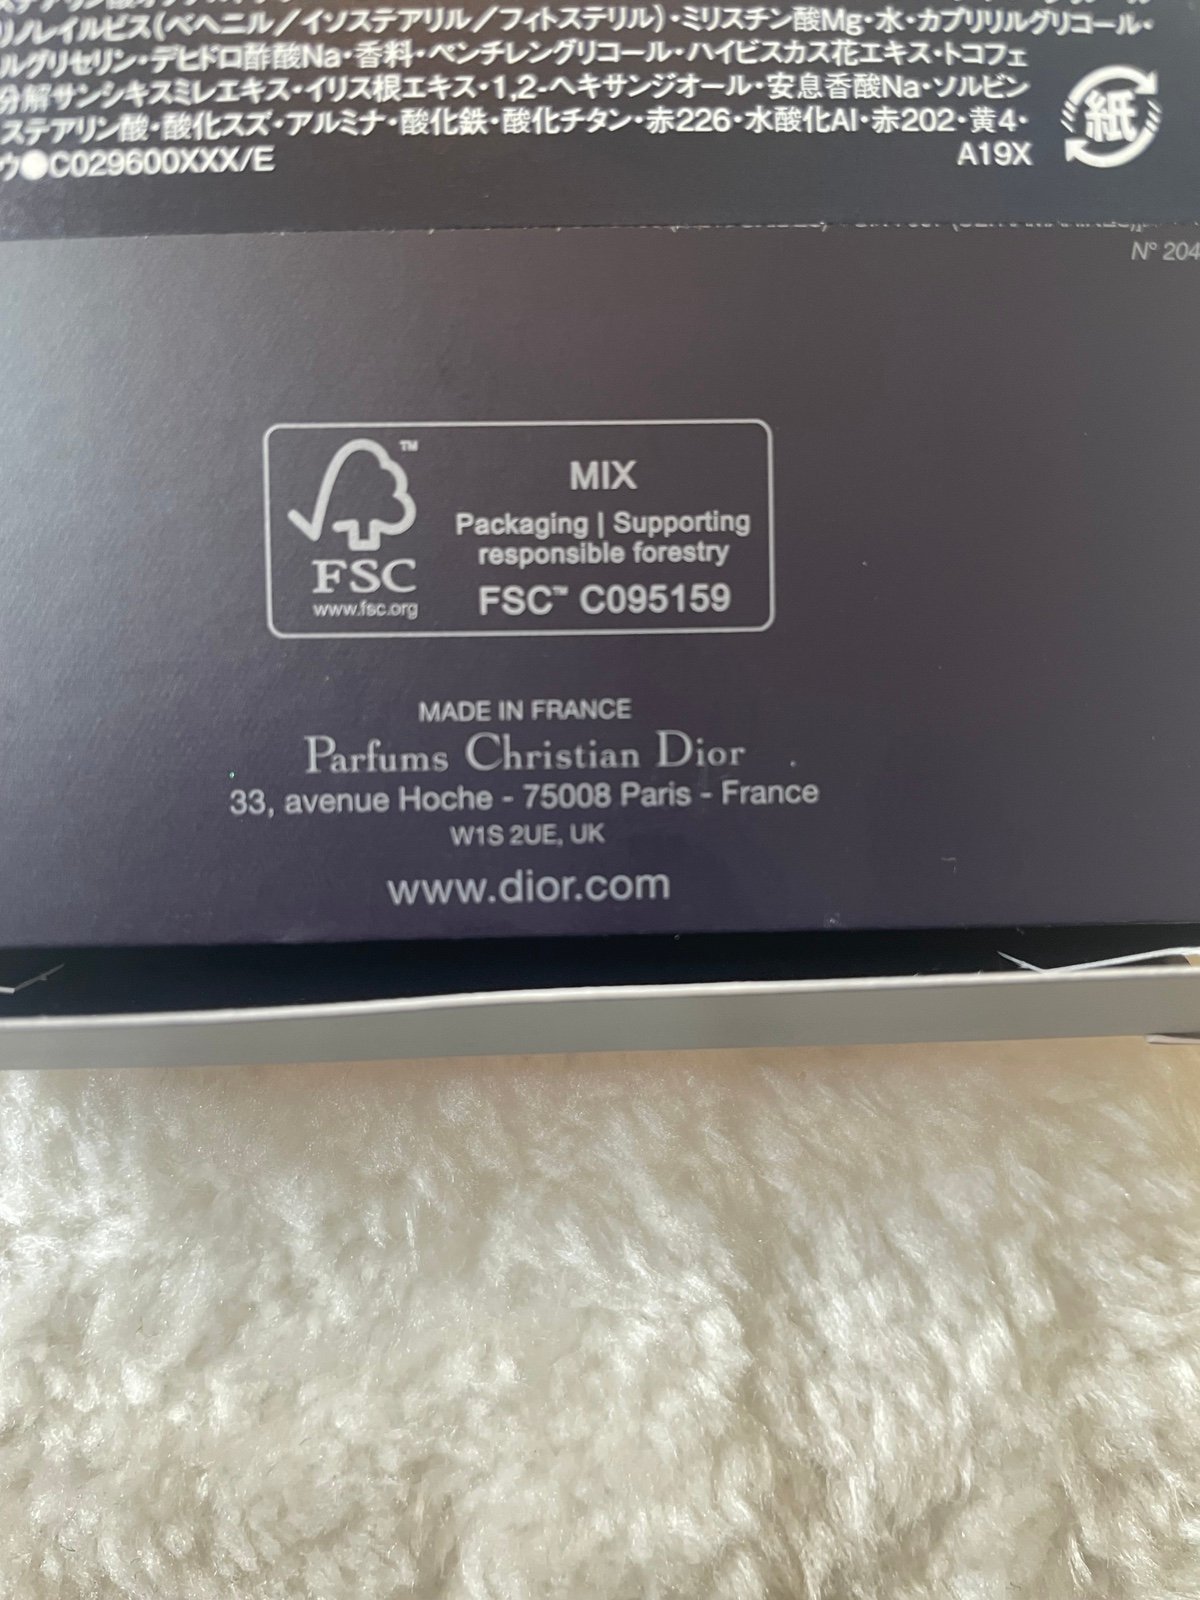 リノレイルビス(ベヘニル/イソステアリル/フィトステリル)・ミリスチン酸Mg・水・カプリリルグリコール・
ルグリセリン・デヒドロ酢酸Na・香料・ペンチレングリコール・ハイビスカス花エキス・トコフェ
分解サンシキスミレエキス・イリス根エキス・1,2-ヘキサンジオール・安息香酸Na・ソルビン
ステアリン酸・酸化スズ・アルミナ・酸化鉄・酸化チタン・赤226・水酸化Al・赤202・黄4・
ウ●C029600XXX/E
A19X
紙
N° 204
TM
FSC
www.fsc.org
MIX
Packaging | Supporting
responsible forestry
FSC™ C095159
MADE IN FRANCE
Parfums Christian Dior
33, avenue Hoche - 75008 Paris - France
W1S 2UE, UK
www.dior.com